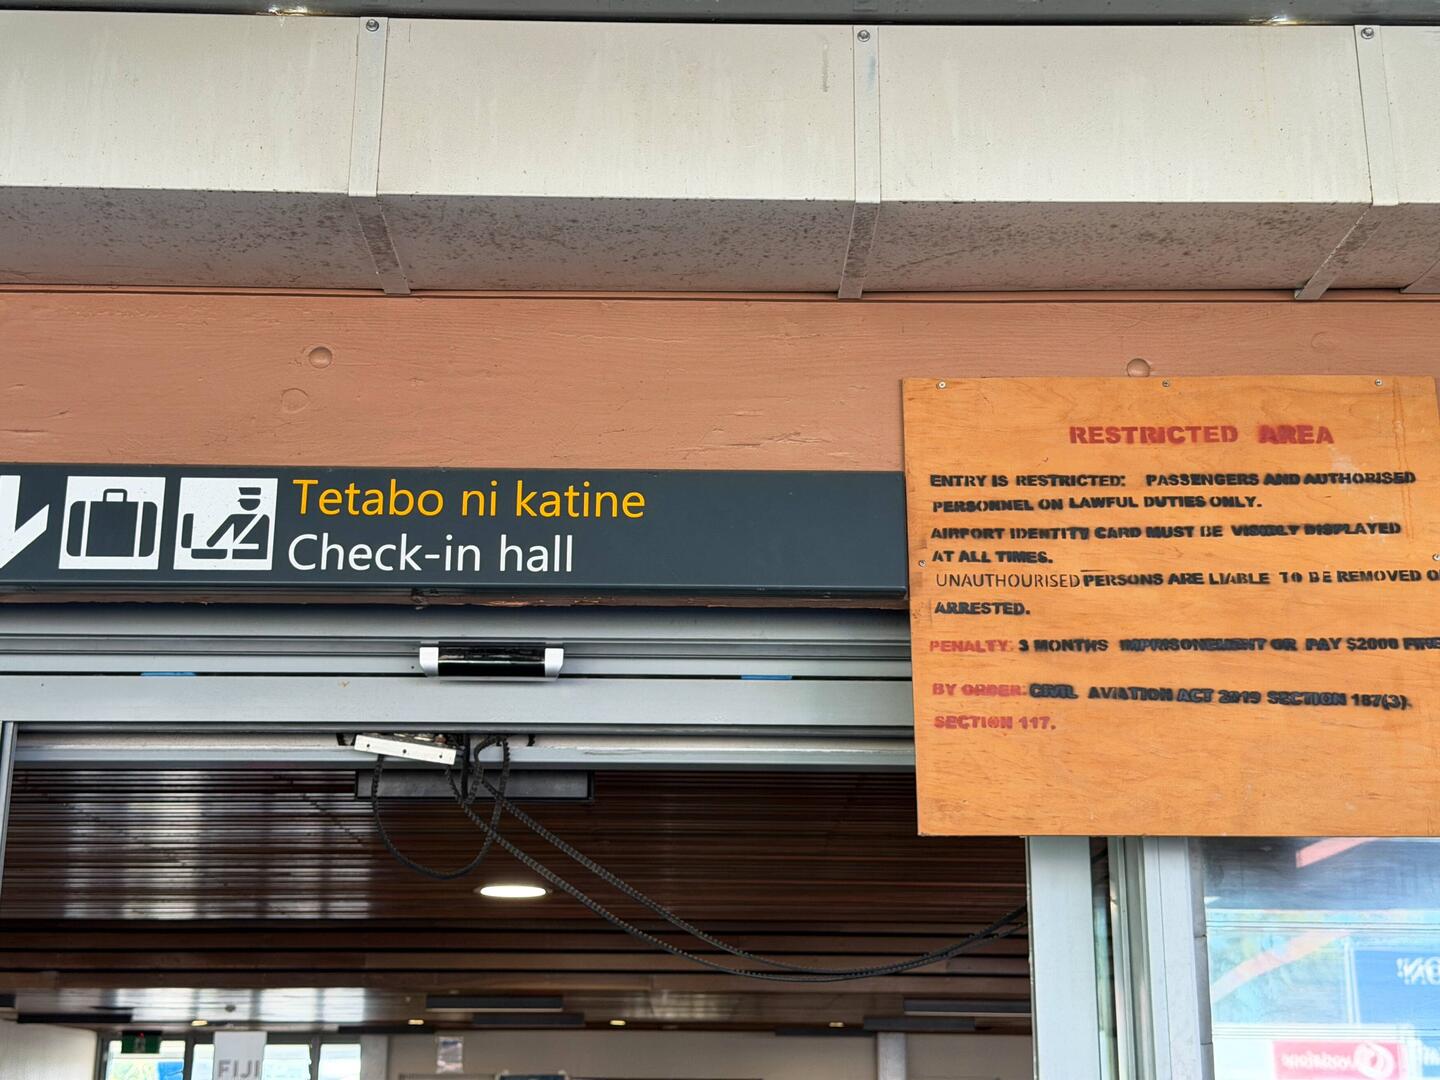 Tetabo ni katine
Check-in hall
RESTRICTED AREA
ENTRY IS RESTRICTED: PASSENGERS AND AUTHORISED
PERSONNEL ON LAWFUL DUTIES ONLY.
AIRPORT IDENTITY CARD MUST BE VISIBLY DISPLAYED
AT ALL TIMES.
UNAUTHOURISED PERSONS ARE LIABLE TO BE REMOVED O
ARRESTED.
PENALTY: 3 MONTHS IMPRISONEMENT OR PAY $2000 FINE
BY ORDER: CIVIL AVIATION ACT 2019 SECTION 187(3).
SECTION 117.
FIJI
vodafone